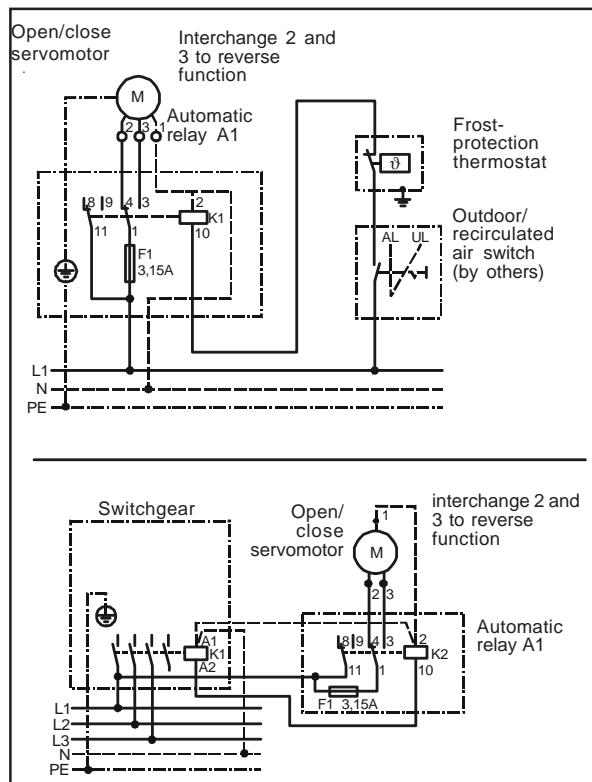 Open/close
servomotor
Interchange 2 and
3 to reverse
function
M
2 3 1
Automatic
relay A1
Frost-
protection
thermostat
ϑ
8 9 4 3 2
K1
11 1 10
F1
3,15A
Outdoor/
recirculated
air switch
(by others)
AL UL
L1
N
PE
Switchgear
Open/
close
servomotor
1
interchange 2 and
3 to reverse
function
M
2 3
Automatic
relay A1
A1
K1
A2
8 9 4 3 2
K2
11 1 10
F1 3,15A
L1
L2
L3
N
PE